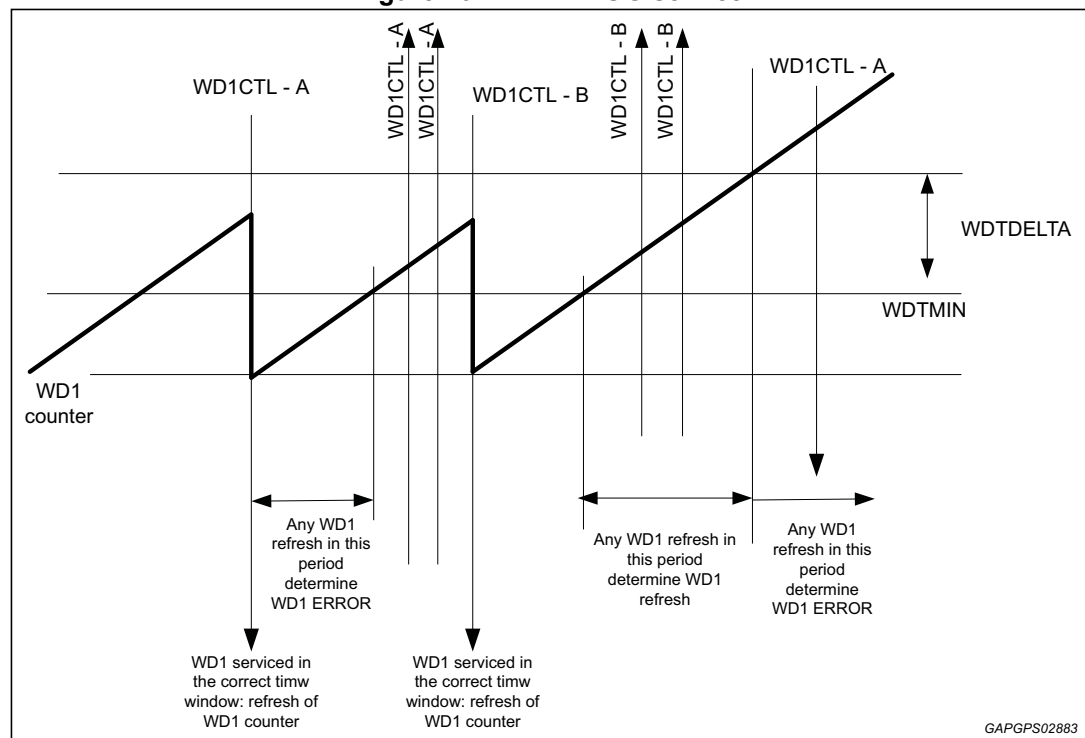 WD1CTL - A
WD1CTL - A
WD1CTL - A
WD1CTL - B
WD1CTL - B
WD1CTL - B
WD1CTL - A
WDTDELTA
WDTMIN
WD1
counter
Any WD1
refresh in this
period
determine
WD1 ERROR
Any WD1 refresh in
this period
determine WD1
refresh
Any WD1
refresh in this
period
determine
WD1 ERROR
WD1 serviced in
the correct timw
window: refresh of
WD1 counter
WD1 serviced in
the correct timw
window: refresh of
WD1 counter
GAPGPS02883